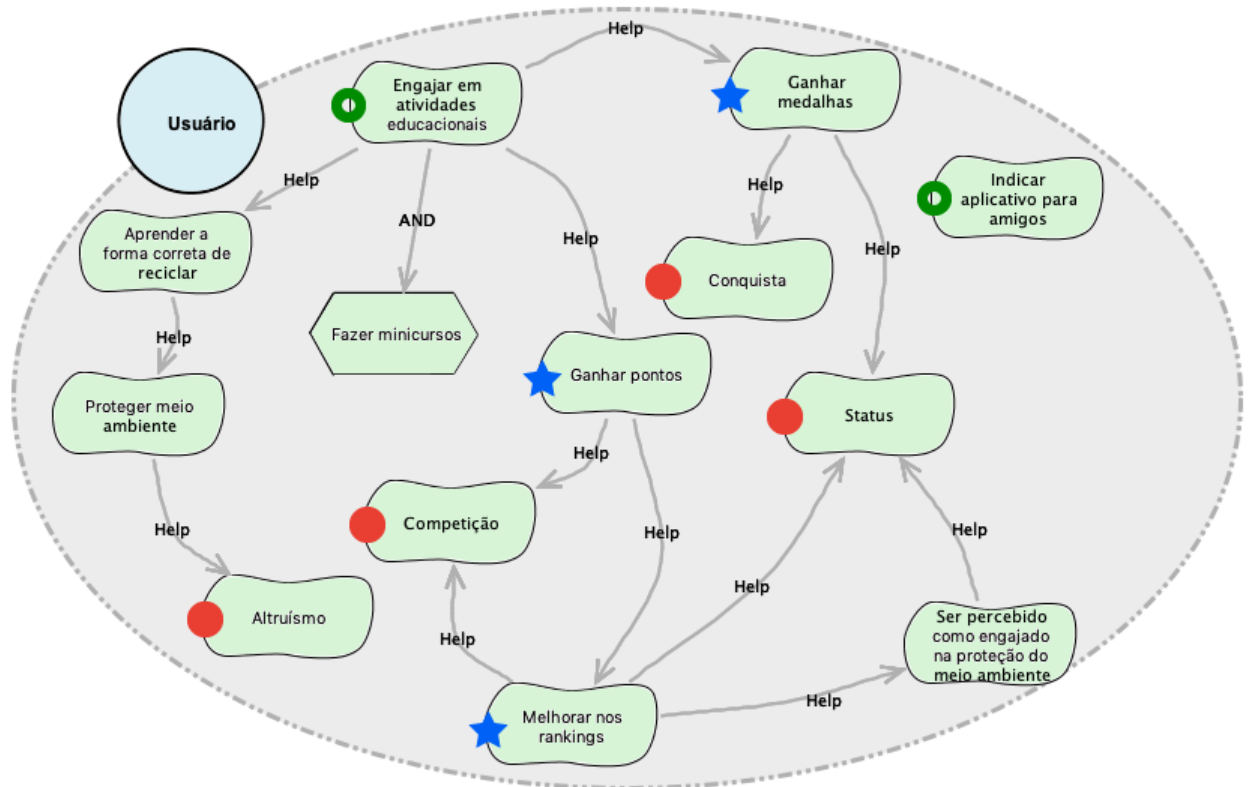 Help
Usuário
Engajar em
atividades
educacionais
Ganhar
medalhas
Help
AND
Help
Help
Help
Indicar
aplicativo para
amigos
Aprender a
forma correta de
reciclar
Conquista
Fazer minicursos
Help
Ganhar pontos
Proteger meio
ambiente
Status
Help
Competição
Help
Help
Help
Help
Altruísmo
Help
Ser percebido
como engajado
na proteção do
meio ambiente
Help
Melhorar nos
rankings